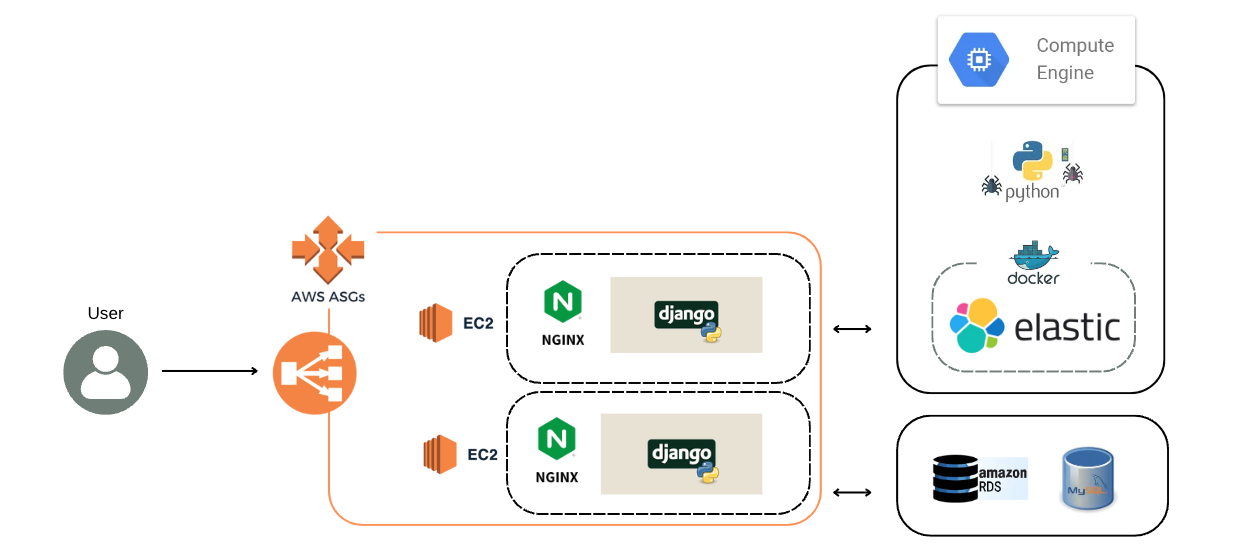 Compute
Engine
python
docker
elastic
User
AWS ASGs
EC2
NGINX
django
EC2
NGINX
django
amazon
RDS
MySQL